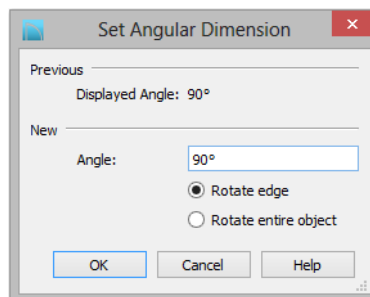 Set Angular Dimension
Previous
Displayed Angle: 90°
New
Angle: 90°
Rotate edge
Rotate entire object
OK Cancel Help